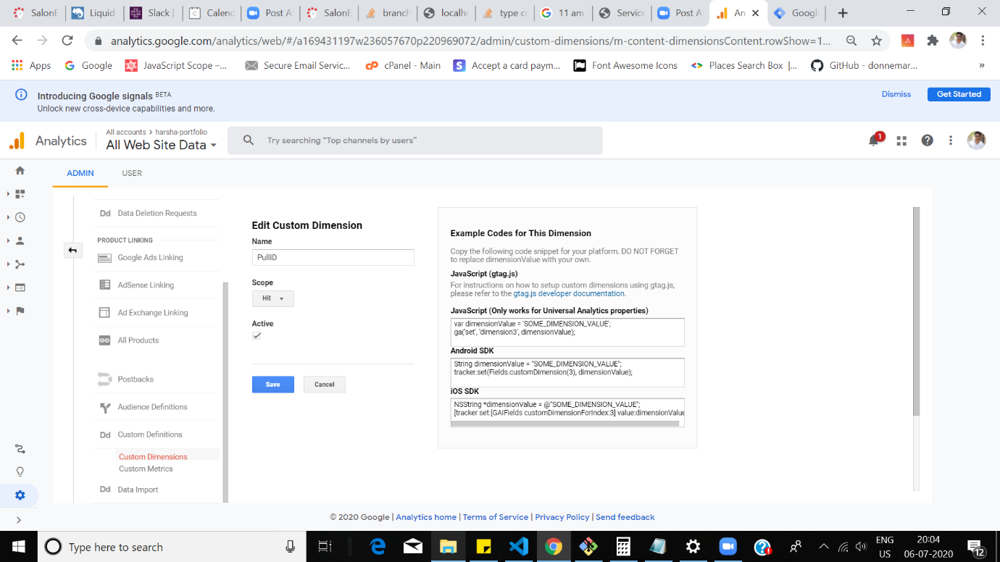 SalonE
Liquid
Slack |
Calend
Post A
SalonE
branch
localho
type co
11 am
Service
Post A
An
Googl
analytics.google.com/analytics/web/#/a169431197w236057670p220969072/admin/custom-dimensions/m-content-dimensionsContent.rowShow=1...
Apps
Google
JavaScript Scope –...
Secure Email Servic...
cPanel - Main
Accept a card paym...
Font Awesome Icons
Places Search Box |...
GitHub - donnemar...
»
Introducing Google signals BETA
Unlock new cross-device capabilities and more.
Dismiss
Get Started
Analytics
All accounts > harsha-portfolio
All Web Site Data
Try searching “Top channels by users”
1
ADMIN
USER
Dd Data Deletion Requests
PRODUCT LINKING
Google Ads Linking
AdSense Linking
Ad Exchange Linking
All Products
Postbacks
Audience Definitions
Dd Custom Definitions
Custom Dimensions
Custom Metrics
Dd Data Import
Edit Custom Dimension
Name
PullID
Scope
Hit
Active
Save
Cancel
Example Codes for This Dimension
Copy the following code snippet for your platform. DO NOT FORGET
to replace dimensionValue with your own.
JavaScript (gtag.js)
For instructions on how to setup custom dimensions using gtag.js,
please refer to the gtag.js developer documentation.
JavaScript (Only works for Universal Analytics properties)
var dimensionValue = 'SOME_DIMENSION_VALUE';
ga('set', 'dimension3', dimensionValue);
Android SDK
String dimensionValue = "SOME_DIMENSION_VALUE";
tracker.set(Fields.customDimension(3), dimensionValue);
iOS SDK
NSString *dimensionValue = @"SOME_DIMENSION_VALUE";
[tracker set:[GAIFields customDimensionForIndex:3] value:dimensionValue
© 2020 Google | Analytics home | Terms of Service | Privacy Policy | Send feedback
Type here to search
ENG
US
20:04
06-07-2020
12